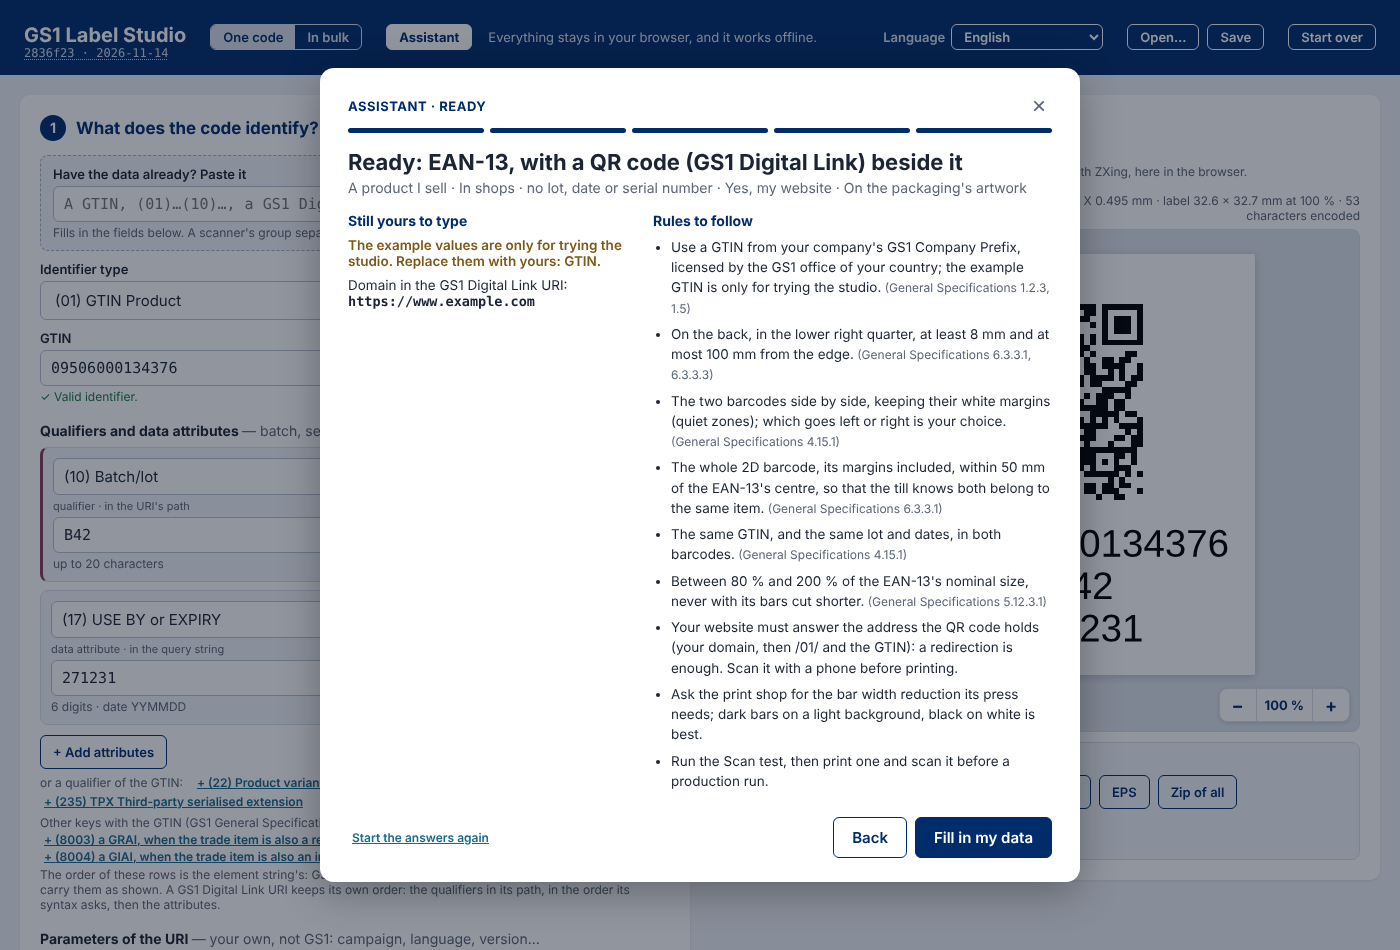 GS1 Label Studio
2836f23 · 2026-11-14
One code
In bulk
Assistant
Everything stays in your browser, and it works offline.
Language
English
Open…
Save
Start over
1
What does the code identify?
Have the data already? Paste it
A GTIN, (01)…(10)…, a GS1 Dig
Fills in the fields below. A scanner's group sepa
Identifier type
(01) GTIN Product
GTIN
09506000134376
✓ Valid identifier.
Qualifiers and data attributes — batch, se
(10) Batch/lot
qualifier · in the URI's path
B42
up to 20 characters
(17) USE BY or EXPIRY
data attribute · in the query string
271231
6 digits · date YYMMDD
+ Add attributes
or a qualifier of the GTIN: + (22) Product varian
+ (235) TPX Third-party serialised extension
Other keys with the GTIN (GS1 General Specificati
+ (8003) a GRAI, when the trade item is also a re
+ (8004) a GIAI, when the trade item is also an i
The order of these rows is the element string's: G
carry them as shown. A GS1 Digital Link URI keeps its own order: the qualifiers in its path, in the order its
syntax asks, then the attributes.
Parameters of the URI — your own, not GS1: campaign, language, version…
ASSISTANT · READY
✕
Ready: EAN-13, with a QR code (GS1 Digital Link) beside it
A product I sell · In shops · no lot, date or serial number · Yes, my website · On the packaging's artwork
Still yours to type
The example values are only for trying the
studio. Replace them with yours: GTIN.
Domain in the GS1 Digital Link URI:
https://www.example.com
Rules to follow
• Use a GTIN from your company's GS1 Company Prefix,
licensed by the GS1 office of your country; the example
GTIN is only for trying the studio. (General Specifications 1.2.3,
1.5)
• On the back, in the lower right quarter, at least 8 mm and at
most 100 mm from the edge. (General Specifications 6.3.3.1,
6.3.3.3)
• The two barcodes side by side, keeping their white margins
(quiet zones); which goes left or right is your choice.
(General Specifications 4.15.1)
• The whole 2D barcode, its margins included, within 50 mm
of the EAN-13's centre, so that the till knows both belong to
the same item. (General Specifications 6.3.3.1)
• The same GTIN, and the same lot and dates, in both
barcodes. (General Specifications 4.15.1)
• Between 80 % and 200 % of the EAN-13's nominal size,
never with its bars cut shorter. (General Specifications 5.12.3.1)
• Your website must answer the address the QR code holds
(your domain, then /01/ and the GTIN): a redirection is
enough. Scan it with a phone before printing.
• Ask the print shop for the bar width reduction its press
needs; dark bars on a light background, black on white is
best.
• Run the Scan test, then print one and scan it before a
production run.
Start the answers again
Back
Fill in my data
th ZXing, here in the browser.
X 0.495 mm · label 32.6 × 32.7 mm at 100 % · 53
characters encoded
0134376
42
231
−
100 %
+
EPS
Zip of all